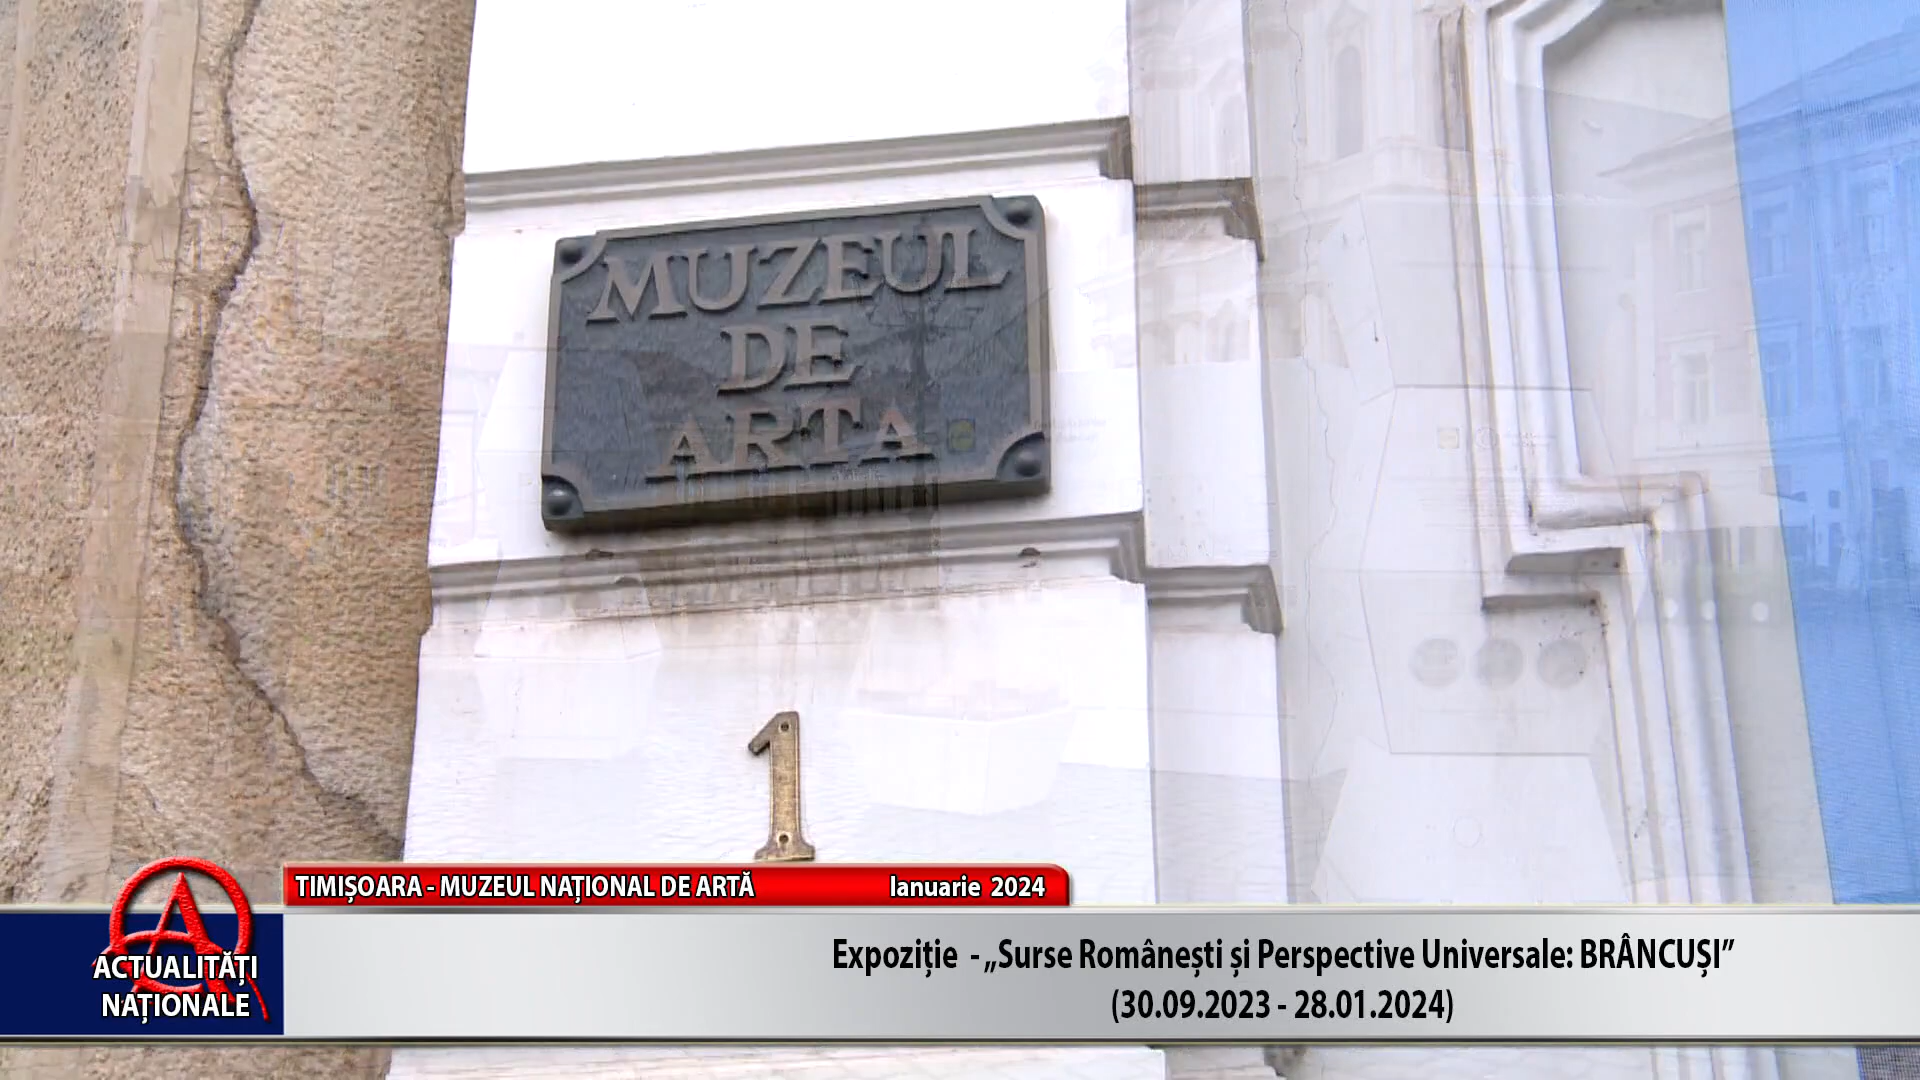 MUZEUL
DE
ARTA
1
TIMIȘOARA - MUZEUL NAȚIONAL DE ARTĂ Ianuarie 2024
Expoziție - „Surse Românești și Perspective Universale: BRÂNCUȘI”
(30.09.2023 - 28.01.2024)
ACTUALITĂȚI
NAȚIONALE